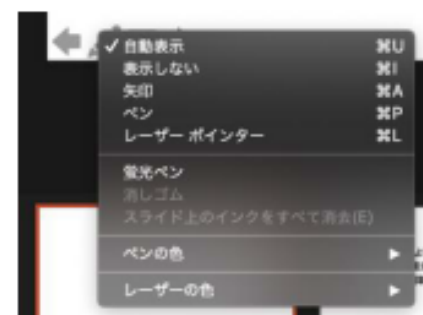 ✓ 自動表示 ⌘U
表示しない ⌘I
矢印 ⌘A
ペン ⌘P
レーザー ポインター ⌘L
蛍光ペン
消しゴム
スライド上のインクをすべて消去(E)
ペンの色 ▶
レーザーの色 ▶